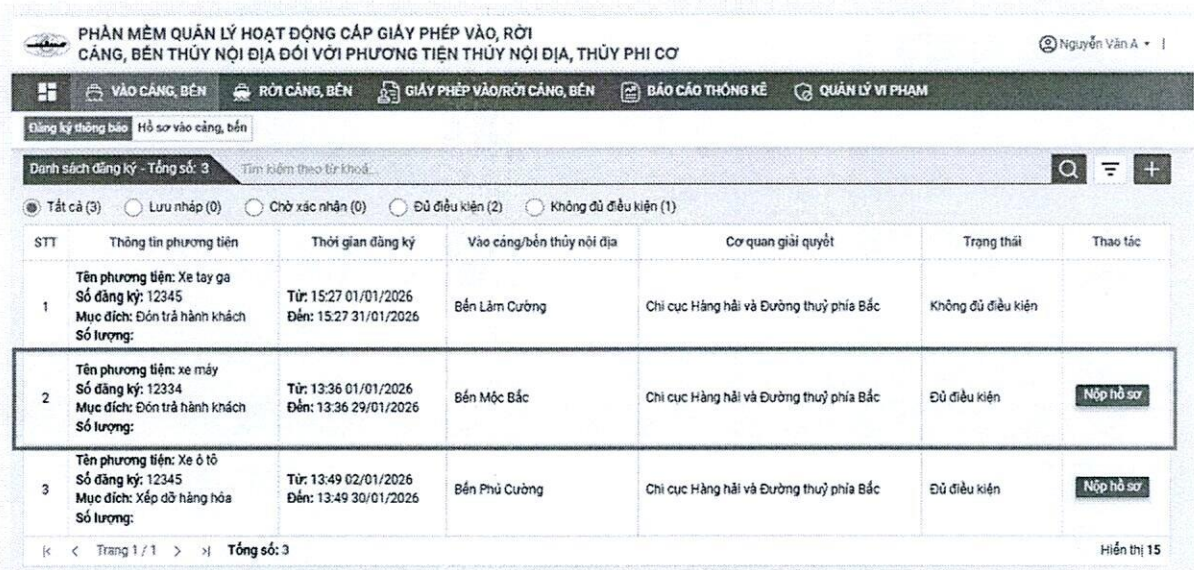 PHẦN MỀM QUẢN LÝ HOẠT ĐỘNG CẤP GIẤY PHÉP VÀO, RỜI
CẢNG, BẾN THỦY NỘI ĐỊA ĐỐI VỚI PHƯƠNG TIỆN THỦY NỘI ĐỊA, THỦY PHI CƠ
Nguyễn Văn A
VÀO CẢNG, BẾN RỜI CẢNG, BẾN GIẤY PHÉP VÀO/RỜI CẢNG, BẾN BÁO CÁO THỐNG KÊ QUẢN LÝ VI PHẠM
Đăng ký thông báo Hồ sơ vào cảng, bến
Danh sách đăng ký - Tổng số: 3 Tìm kiếm theo từ khoá...
Tất cả (3) Lưu nháp (0) Chờ xác nhận (0) Đủ điều kiện (2) Không đủ điều kiện (1)
STT Thông tin phương tiện Thời gian đăng ký Vào cảng/bến thủy nội địa Cơ quan giải quyết Trạng thái Thao tác
Tên phương tiện: Xe tay ga
Số đăng ký: 12345
Mục đích: Đón trả hành khách
Số lượng:
1
Từ: 15:27 01/01/2026
Đến: 15:27 31/01/2026
Bến Lâm Cường
Chi cục Hàng hải và Đường thuỷ phía Bắc
Không đủ điều kiện
Tên phương tiện: xe máy
Số đăng ký: 12334
Mục đích: Đón trả hành khách
Số lượng:
2
Từ: 13:36 01/01/2026
Đến: 13:36 29/01/2026
Bến Mộc Bắc
Chi cục Hàng hải và Đường thuỷ phía Bắc
Đủ điều kiện
Nộp hồ sơ
Tên phương tiện: Xe ô tô
Số đăng ký: 12345
Mục đích: Xếp dỡ hàng hóa
Số lượng:
3
Từ: 13:49 02/01/2026
Đến: 13:49 30/01/2026
Bến Phú Cường
Chi cục Hàng hải và Đường thuỷ phía Bắc
Đủ điều kiện
Nộp hồ sơ
Trang 1 / 1 Tổng số: 3 Hiển thị 15